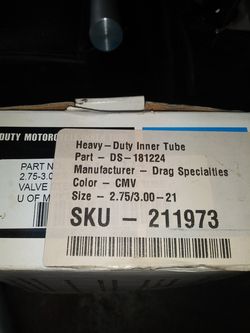 DUTY MOTORC
PART N
2.75-3.0
VALVE
U OF M
Heavy-Duty Inner Tube
Part - DS-181224
Manufacturer - Drag Specialties
Color - CMV
Size - 2.75/3.00-21
SKU - 211973